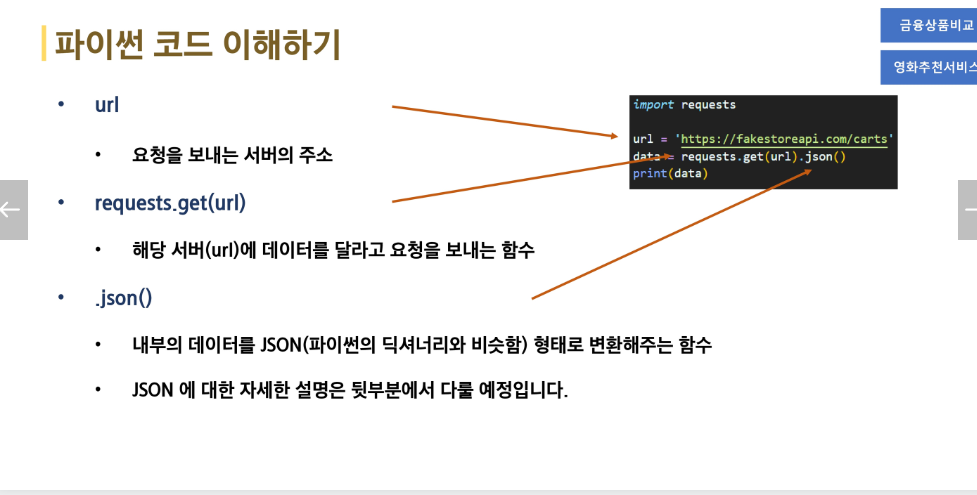 파이썬 코드 이해하기
금융상품비교
영화추천서비스
• url
• 요청을 보내는 서버의 주소
• requests.get(url)
• 해당 서버(url)에 데이터를 달라고 요청을 보내는 함수
• .json()
• 내부의 데이터를 JSON(파이썬의 딕셔너리와 비슷함) 형태로 변환해주는 함수
• JSON 에 대한 자세한 설명은 뒷부분에서 다룰 예정입니다.
import requests
url = 'https://fakestoreapi.com/carts'
data = requests.get(url).json()
print(data)